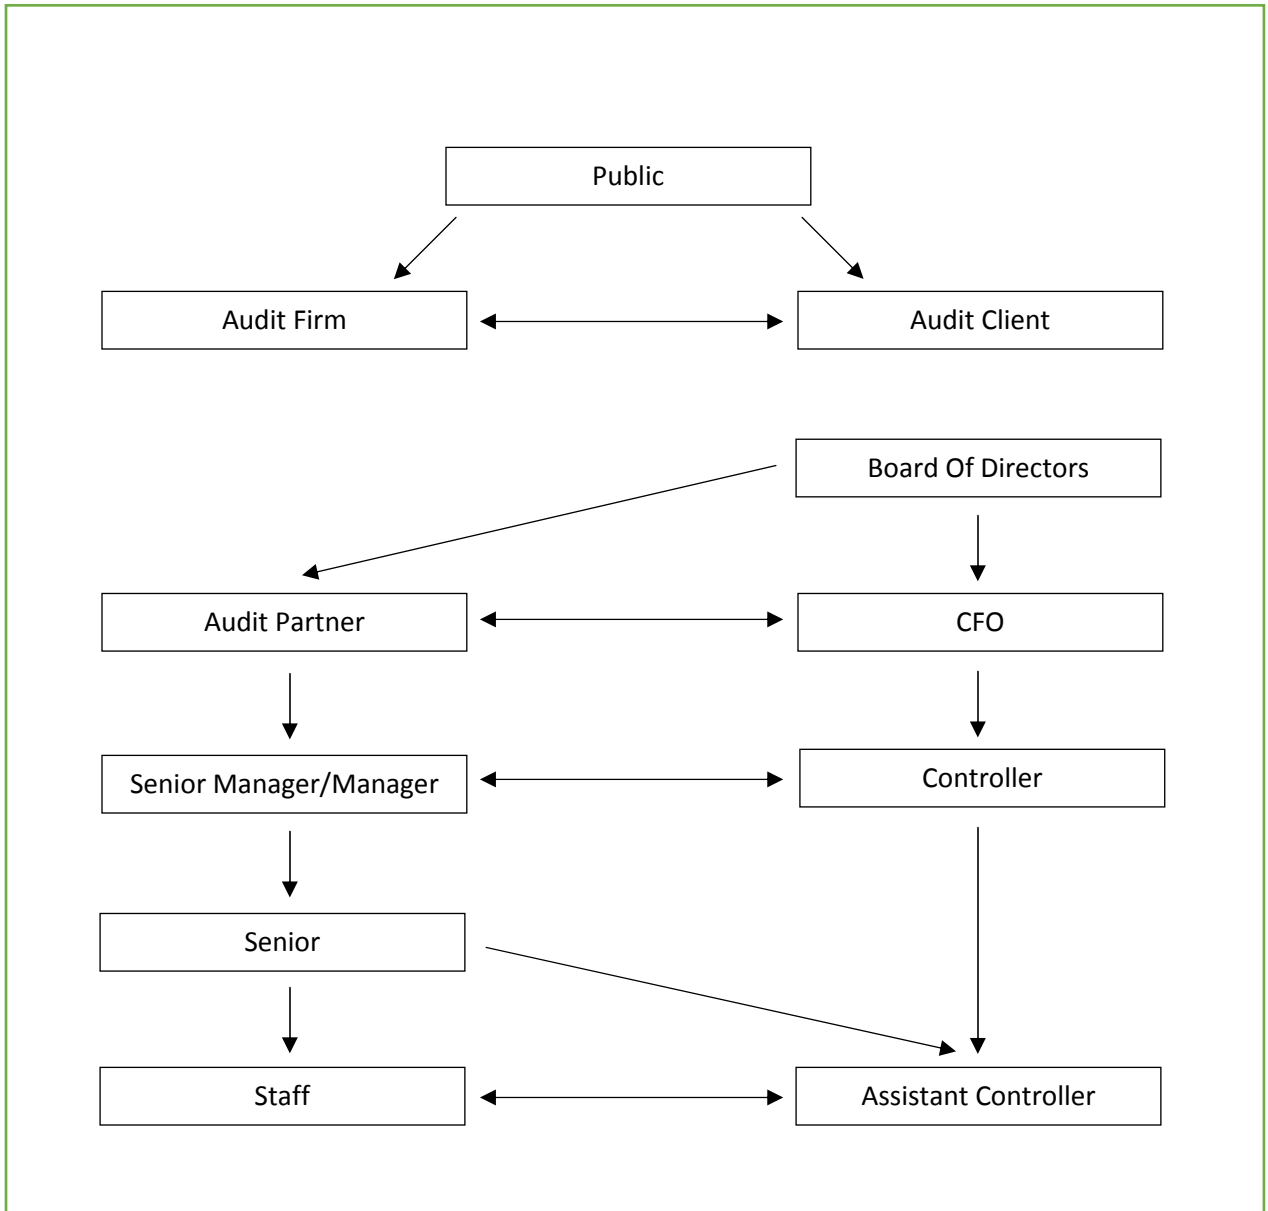 Public
Audit Firm
Audit Client
Board Of Directors
Audit Partner
CFO
Senior Manager/Manager
Controller
Senior
Staff
Assistant Controller